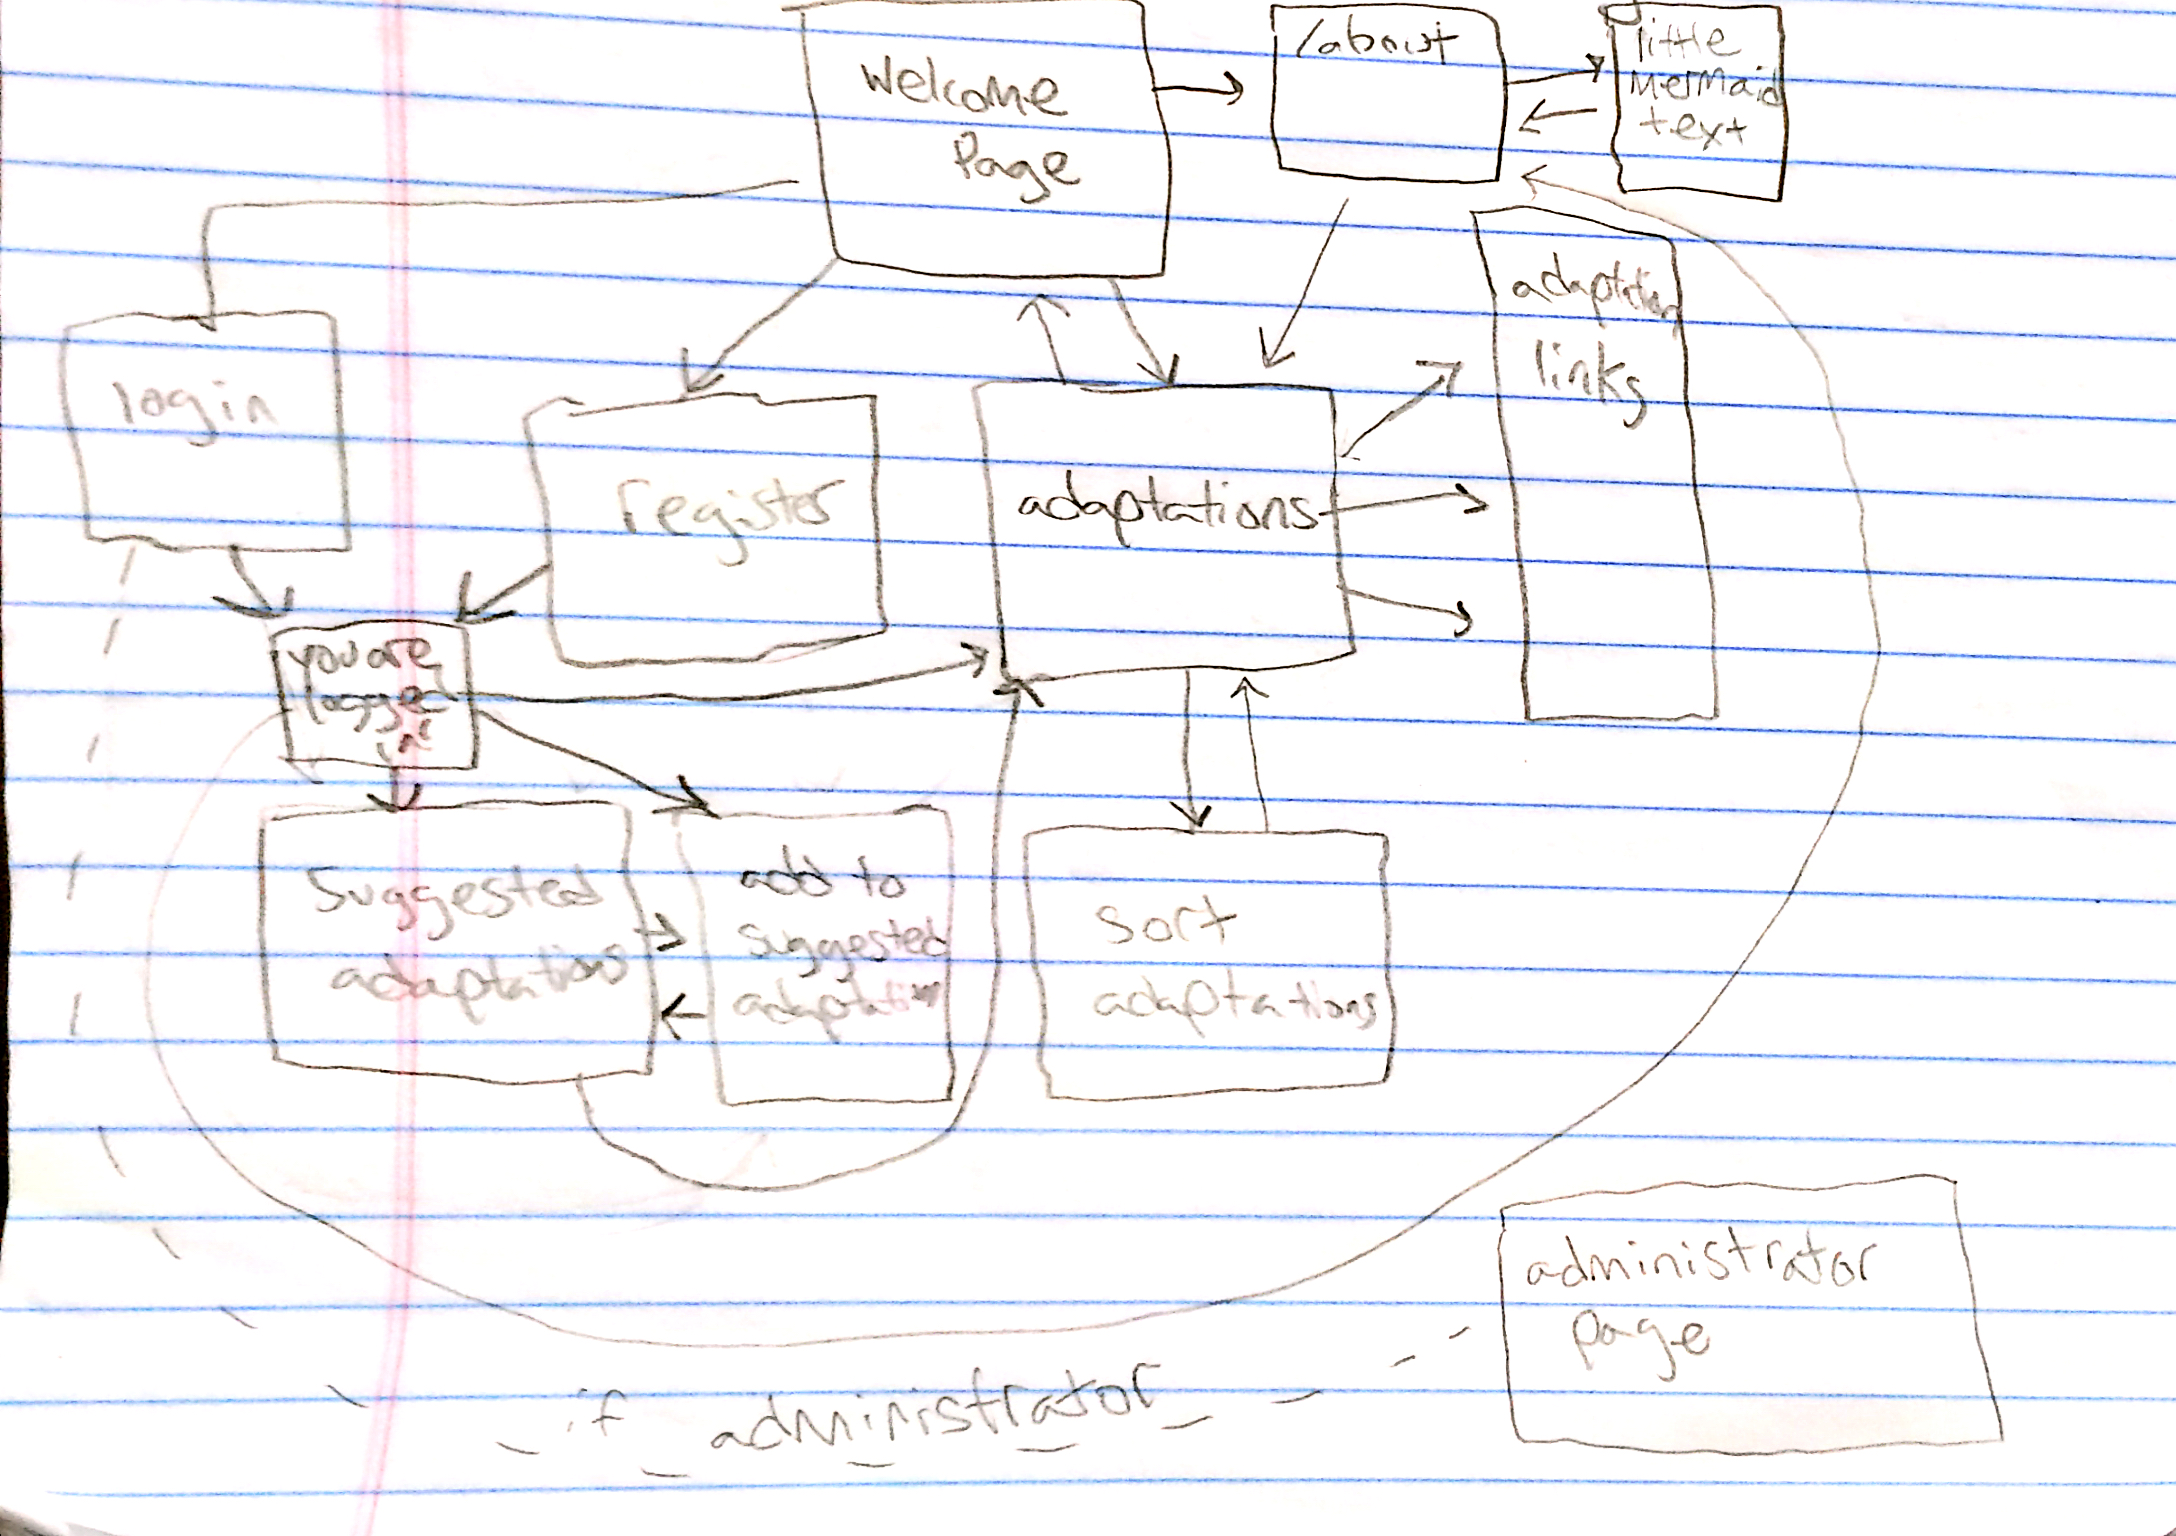 Welcome
Page
/about
little
mermaid
text
login
register
adaptations
adaptation
links
you are
logged
in
Suggested
adaptations
add to
suggested
adaptation
sort
adaptations
administrator
page
if administrator